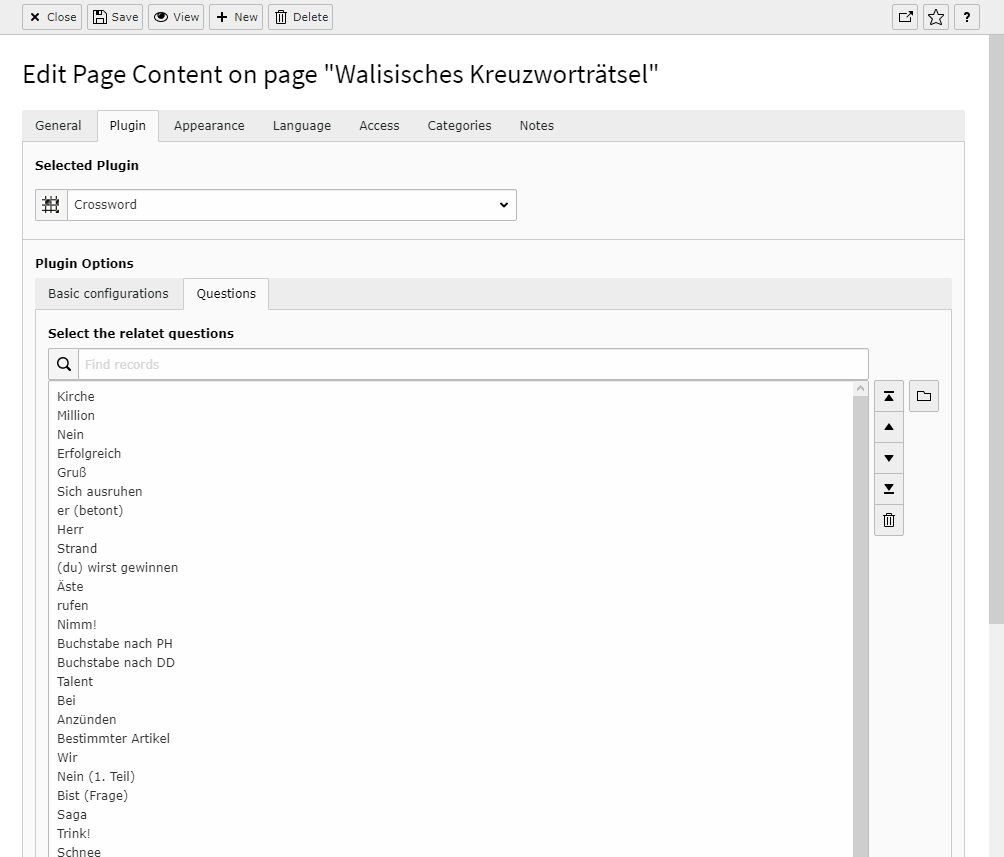 Close Save View New Delete ?
Edit Page Content on page "Walisisches Kreuzworträtsel"
General Plugin Appearance Language Access Categories Notes
Selected Plugin
Crossword
Plugin Options
Basic configurations Questions
Select the relatet questions
Find records
Kirche
Million
Nein
Erfolgreich
Gruß
Sich ausruhen
er (betont)
Herr
Strand
(du) wirst gewinnen
Äste
rufen
Nimm!
Buchstabe nach PH
Buchstabe nach DD
Talent
Bei
Anzünden
Bestimmter Artikel
Wir
Nein (1. Teil)
Bist (Frage)
Saga
Trink!
Schnee